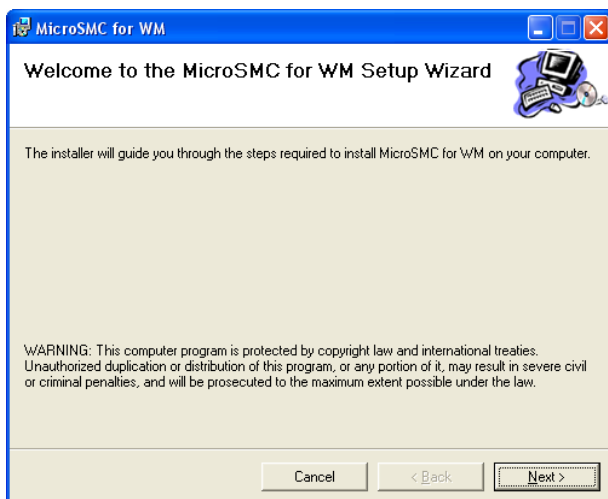 MicroSMC for WM
Welcome to the MicroSMC for WM Setup Wizard
The installer will guide you through the steps required to install MicroSMC for WM on your computer.
WARNING: This computer program is protected by copyright law and international treaties.
Unauthorized duplication or distribution of this program, or any portion of it, may result in severe civil
or criminal penalties, and will be prosecuted to the maximum extent possible under the law.
Cancel < Back Next >